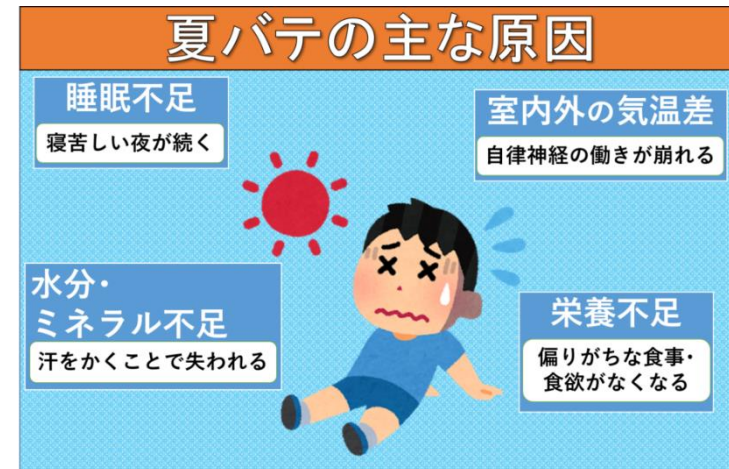 夏バテの主な原因
睡眠不足
寝苦しい夜が続く
室内外の気温差
自律神経の働きが崩れる
水分・
ミネラル不足
汗をかくことで失われる
栄養不足
偏りがちな食事・
食欲がなくなる